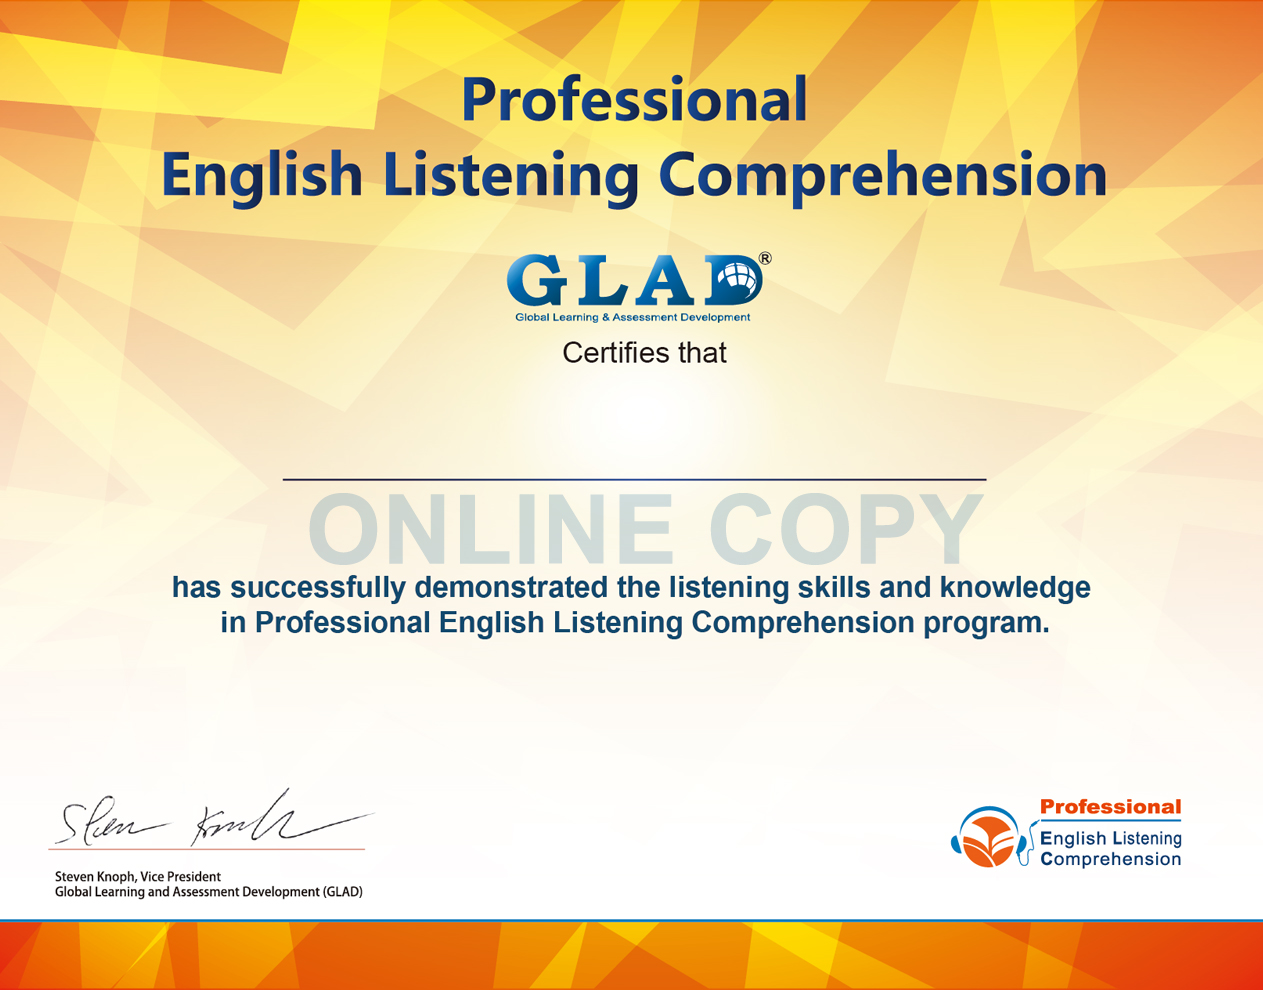 Professional
English Listening Comprehension
GLAD®
Global Learning & Assessment Development
Certifies that
ONLINE COPY
has successfully demonstrated the listening skills and knowledge
in Professional English Listening Comprehension program.
Steven Knoph, Vice President
Global Learning and Assessment Development (GLAD)
Professional
English Listening
Comprehension